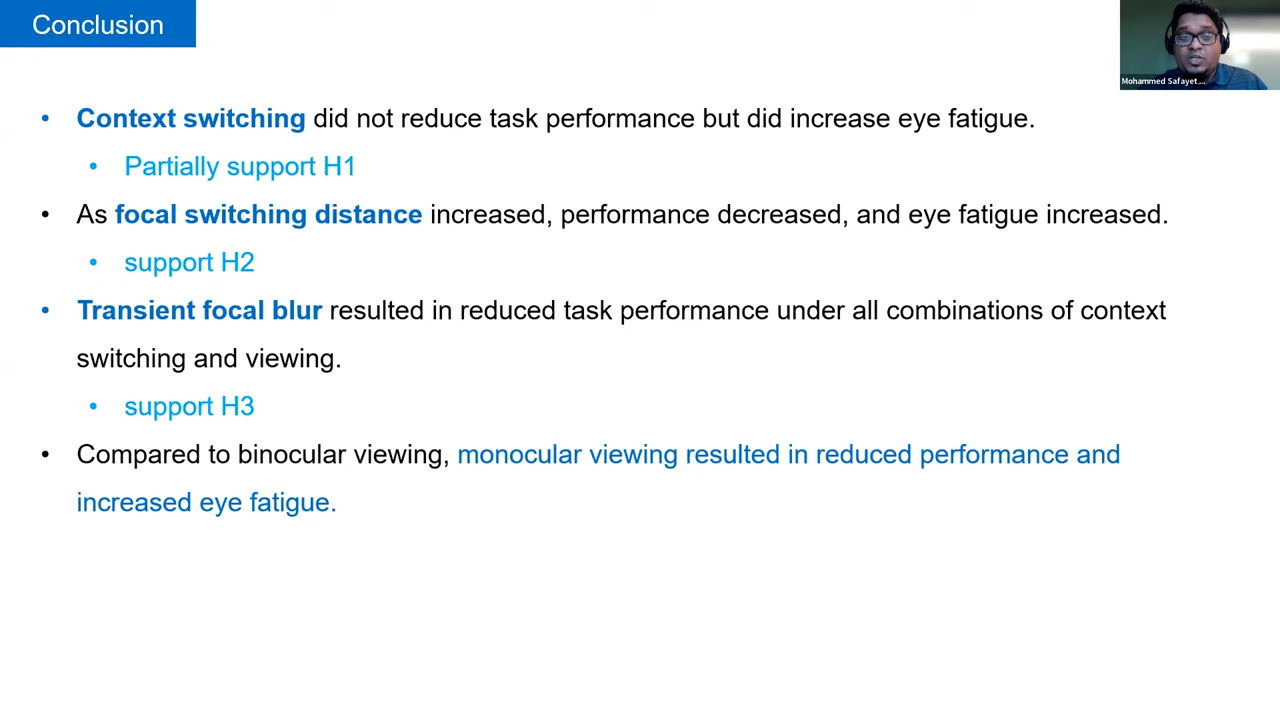 Conclusion
Mohammed Safayet ...
• Context switching did not reduce task performance but did increase eye fatigue.
• Partially support H1
• As focal switching distance increased, performance decreased, and eye fatigue increased.
• support H2
• Transient focal blur resulted in reduced task performance under all combinations of context
switching and viewing.
• support H3
• Compared to binocular viewing, monocular viewing resulted in reduced performance and
increased eye fatigue.